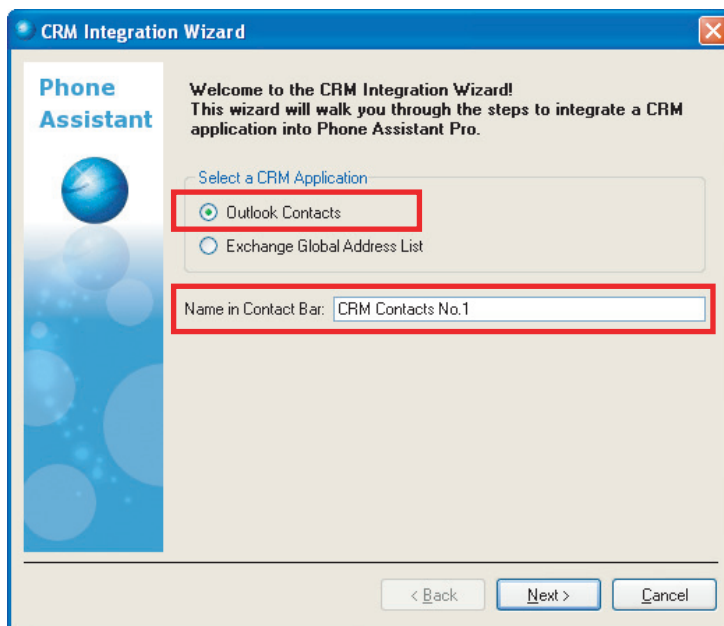 CRM Integration Wizard
Phone
Assistant
Welcome to the CRM Integration Wizard!
This wizard will walk you through the steps to integrate a CRM
application into Phone Assistant Pro.
Select a CRM Application
Outlook Contacts
Exchange Global Address List
Name in Contact Bar: CRM Contacts No.1
< Back Next > Cancel